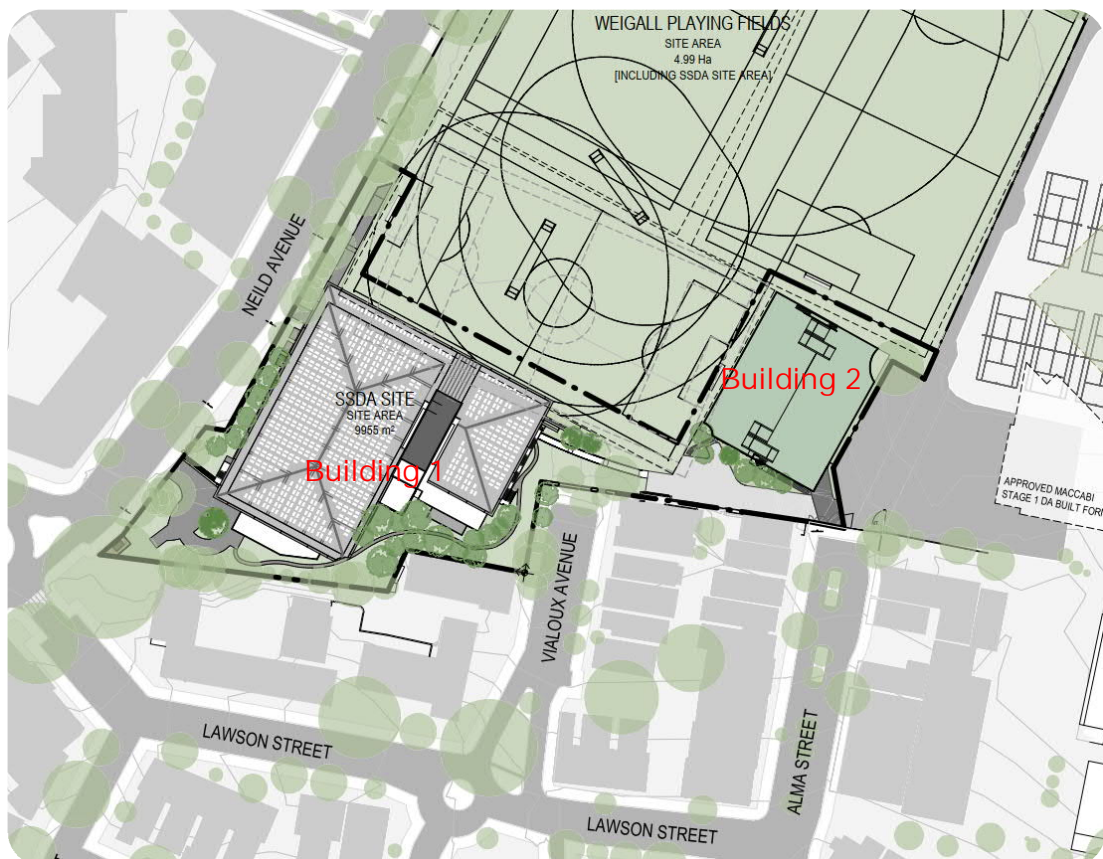 WEIGALL PLAYING FIELDS
SITE AREA
4.99 Ha
[INCLUDING SSDA SITE AREA]
NEILD AVENUE
Building 2
SSDA SITE
SITE AREA
9955 m²
Building 1
APPROVED MACCABI
STAGE 1 DA BUILT FORM
VIALOUX AVENUE
LAWSON STREET
ALMA STREET
LAWSON STREET